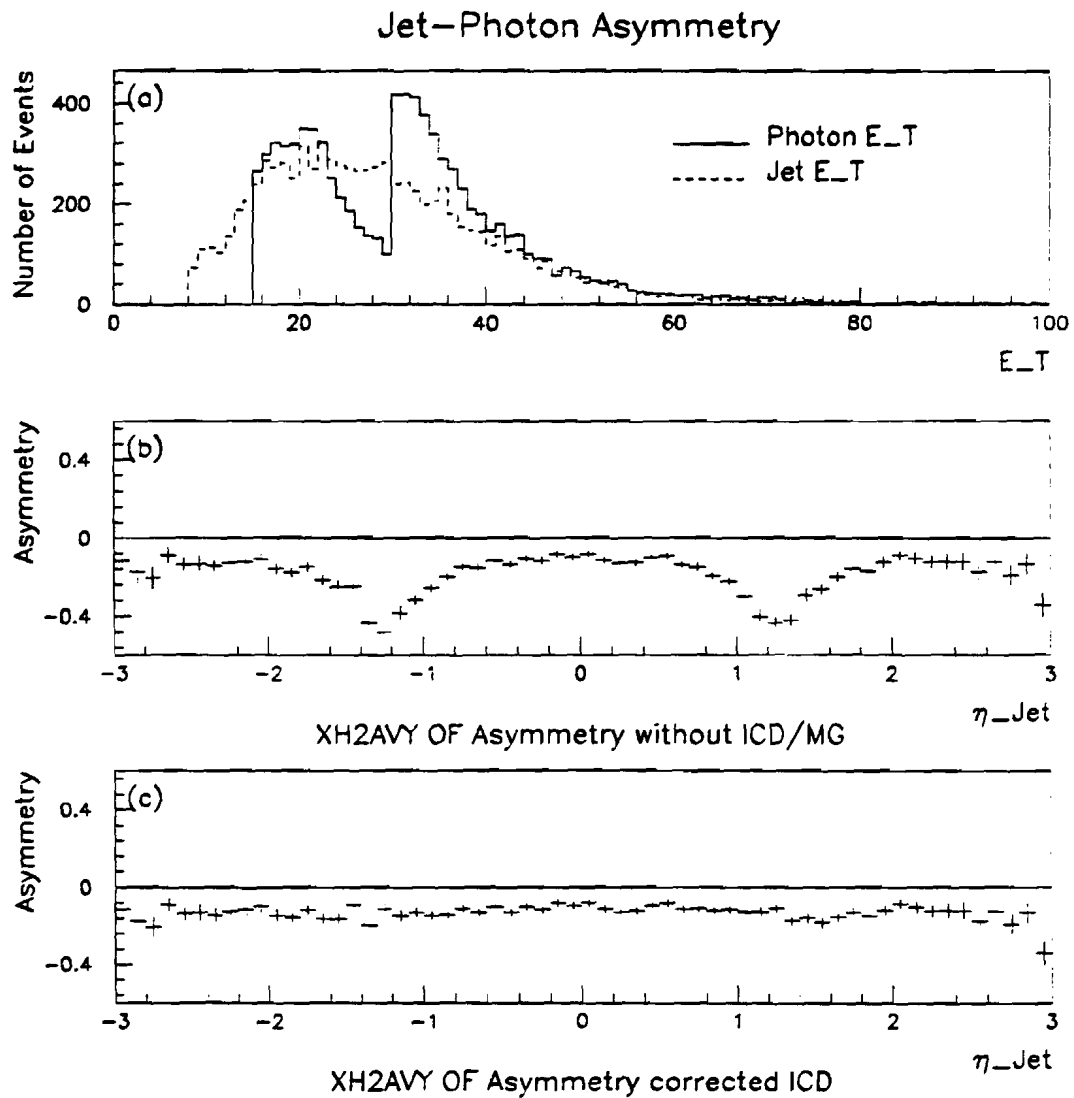 Jet−Photon Asymmetry
Number of Events
(a)
400
200
0
Photon E_T
Jet E_T
0 20 40 60 80 100
E_T
Asymmetry
(b)
0.4
0
−0.4
−3 −2 −1 0 1 2 3
η_Jet
XH2AVY OF Asymmetry without ICD/MG
Asymmetry
(c)
0.4
0
−0.4
−3 −2 −1 0 1 2 3
η_Jet
XH2AVY OF Asymmetry corrected ICD